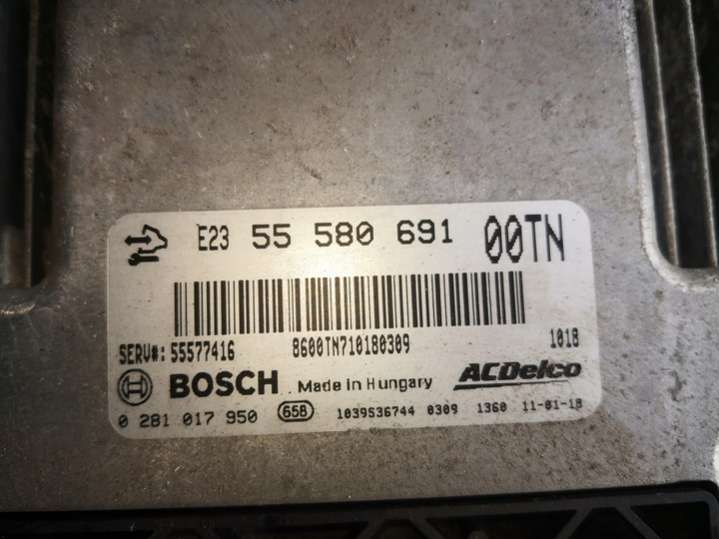 E23 55 580 691 00TN
SERV#: 55577416 8600TN710180309 1018
BOSCH Made in Hungary ACDelco
0 281 017 950 658 1039S36744 0309 1360 11-01-18